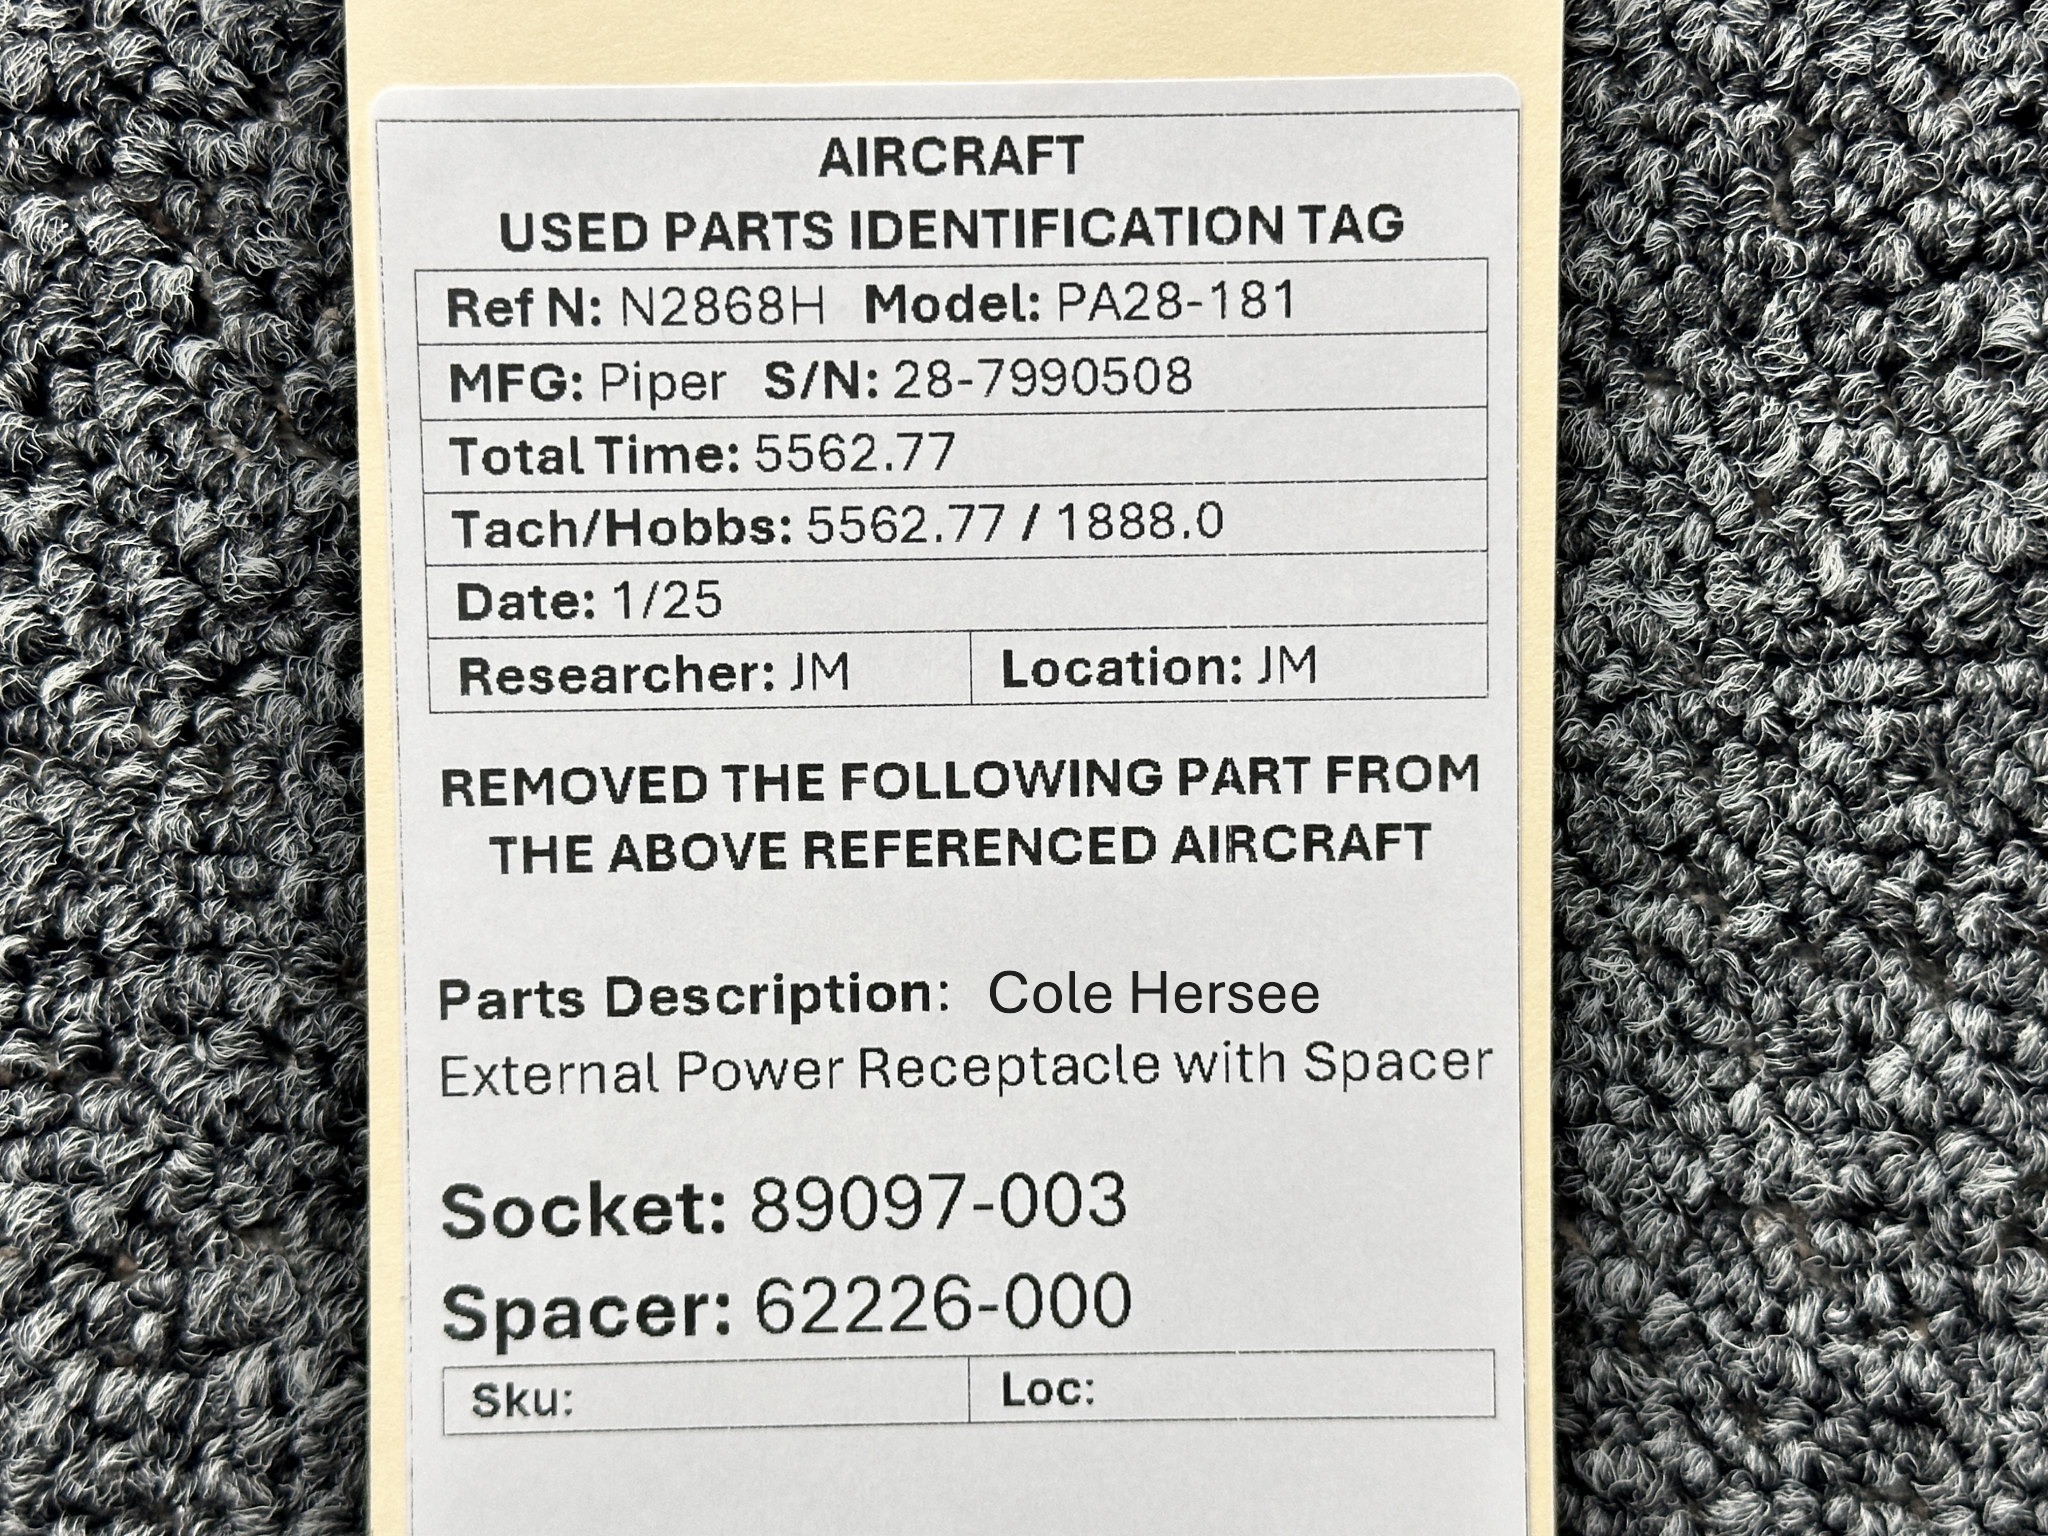 AIRCRAFT
USED PARTS IDENTIFICATION TAG
Ref N: N2868H Model: PA28-181
MFG: Piper S/N: 28-7990508
Total Time: 5562.77
Tach/Hobbs: 5562.77 / 1888.0
Date: 1/25
Researcher: JM Location: JM
REMOVED THE FOLLOWING PART FROM
THE ABOVE REFERENCED AIRCRAFT
Parts Description: Cole Hersee
External Power Receptacle with Spacer
Socket: 89097-003
Spacer: 62226-000
Sku: Loc: